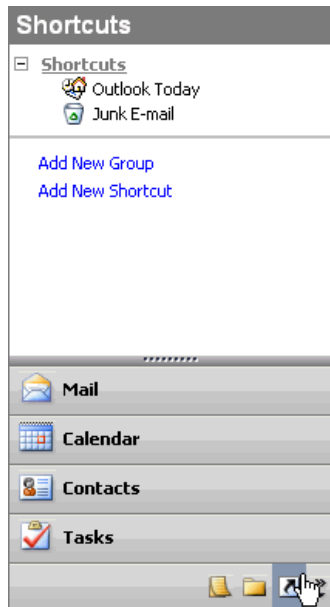 Shortcuts
Shortcuts
Outlook Today
Junk E-mail
Add New Group
Add New Shortcut
Mail
Calendar
Contacts
Tasks